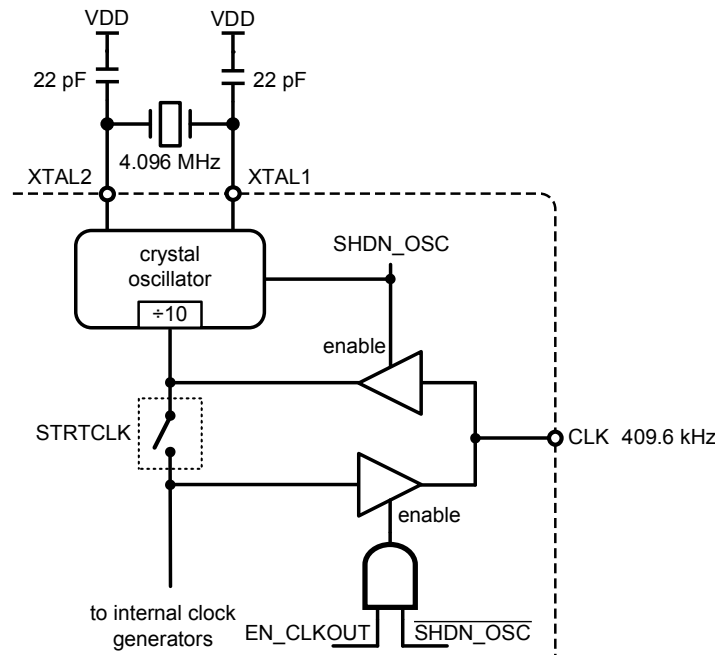 VDD VDD
22 pF 22 pF
4.096 MHz
XTAL2 XTAL1
crystal
oscillator
÷10
SHDN_OSC
enable
STRTCLK
CLK 409.6 kHz
enable
to internal clock
generators
EN_CLKOUT SHDN_OSC